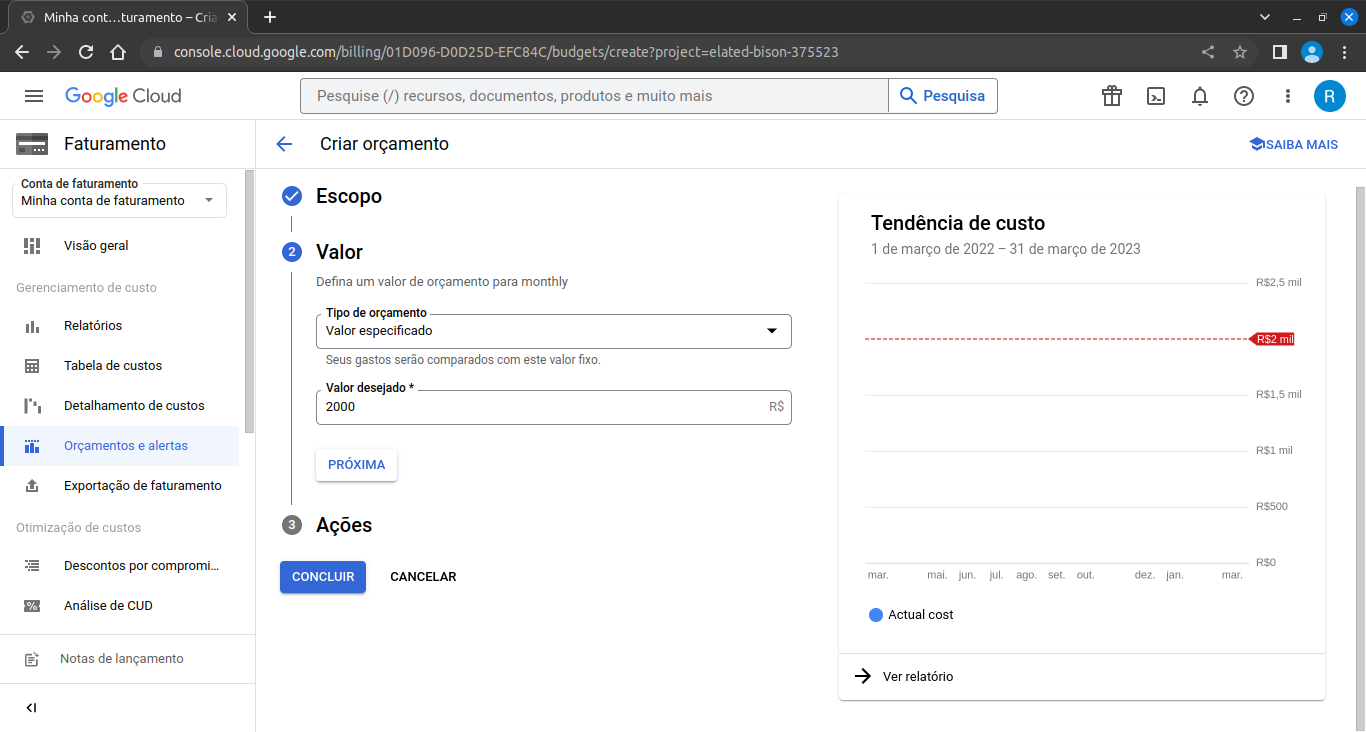 Minha cont…turamento – Cria
console.cloud.google.com/billing/01D096-D0D25D-EFC84C/budgets/create?project=elated-bison-375523
Google Cloud
Pesquise (/) recursos, documentos, produtos e muito mais
Pesquisa
R
Faturamento
Criar orçamento
SAIBA MAIS
Conta de faturamento
Minha conta de faturamento
Visão geral
Gerenciamento de custo
Relatórios
Tabela de custos
Detalhamento de custos
Orçamentos e alertas
Exportação de faturamento
Otimização de custos
Descontos por compromi…
Análise de CUD
Notas de lançamento
Escopo
2 Valor
Defina um valor de orçamento para monthly
Tipo de orçamento
Valor especificado
Seus gastos serão comparados com este valor fixo.
Valor desejado *
2000 R$
PRÓXIMA
3 Ações
CONCLUIR CANCELAR
Tendência de custo
1 de março de 2022 – 31 de março de 2023
R$2,5 mil
R$2 mil
R$1,5 mil
R$1 mil
R$500
R$0
mar. mai. jun. jul. ago. set. out. dez. jan. mar.
Actual cost
Ver relatório